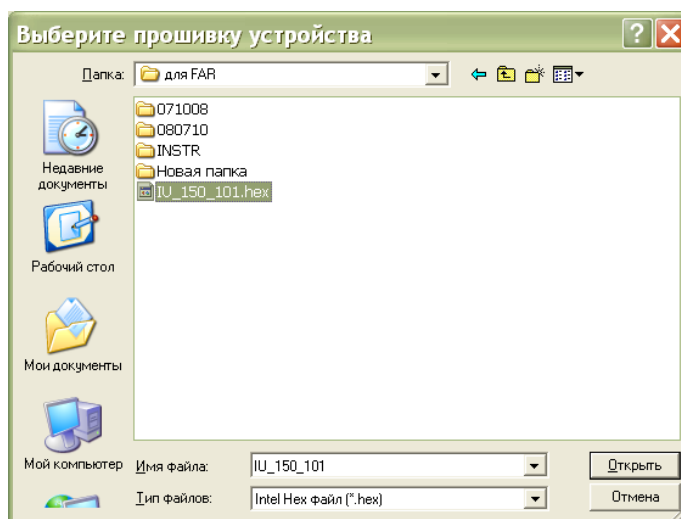 Выберите прошивку устройства
Папка: для FAR
071008
080710
INSTR
Новая папка
IU_150_101.hex
Недавние
документы
Рабочий стол
Мои документы
Мой компьютер
Имя файла: IU_150_101 Открыть
Тип файлов: Intel Hex файл (*.hex) Отмена